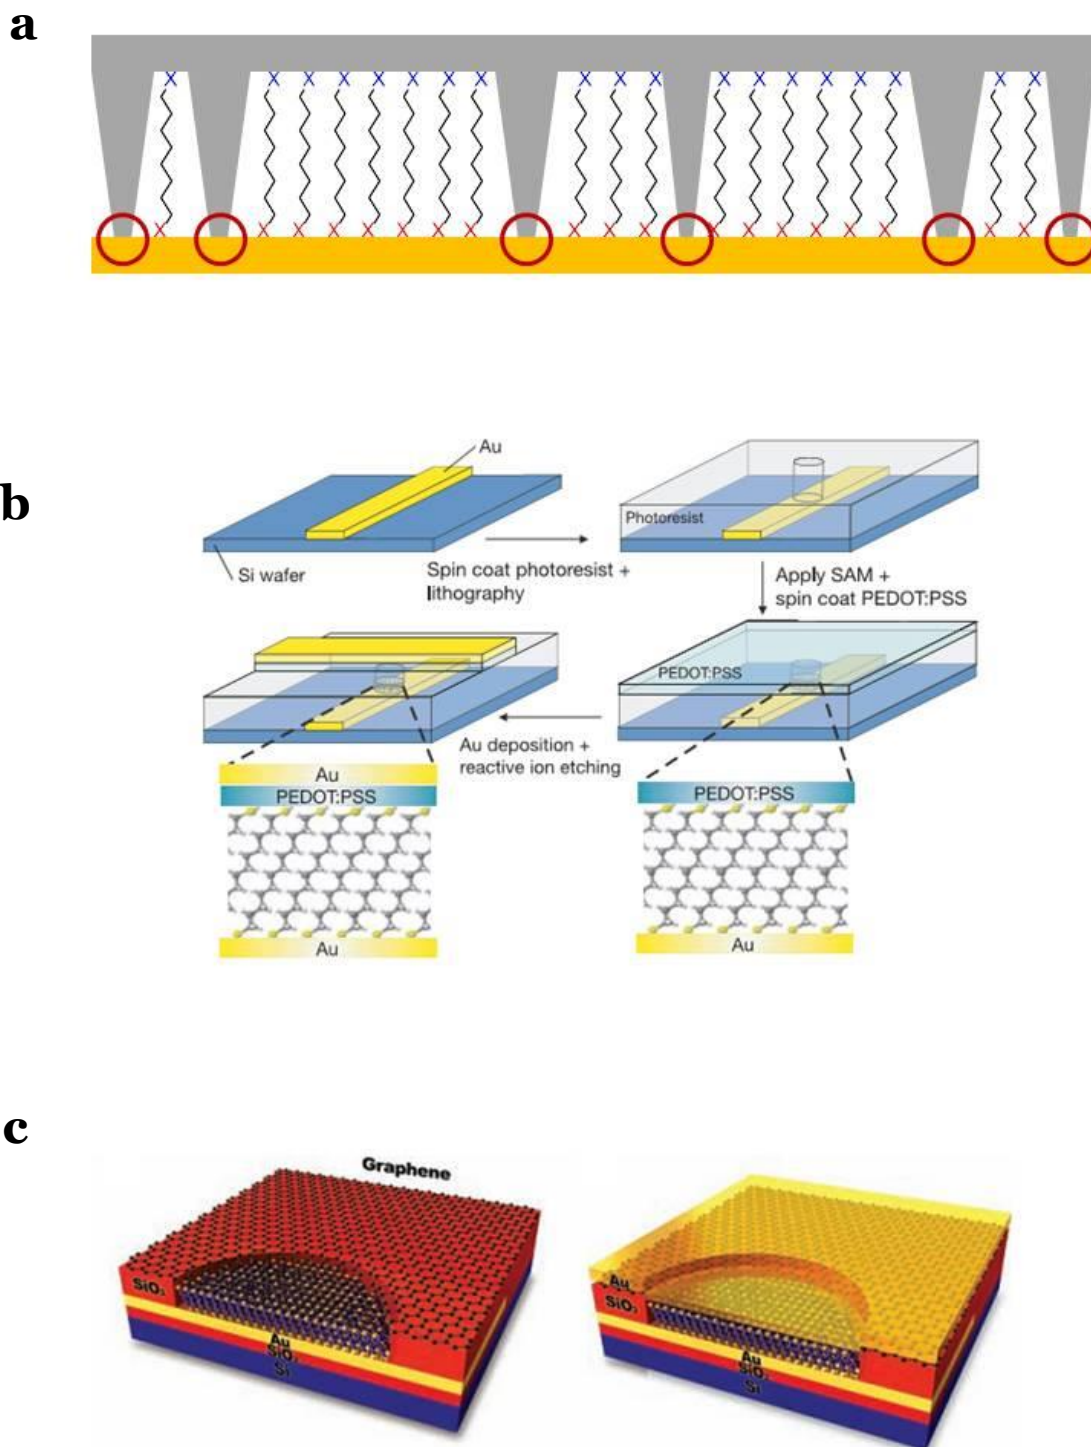 a
X X X X X X X X X X X X X X X X X X X
X X X X X X X X X X X X X X X X X X X
b
Au
Si wafer
Spin coat photoresist +
lithography
Photoresist
Apply SAM +
spin coat PEDOT:PSS
PEDOT:PSS
Au deposition +
reactive ion etching
Au
PEDOT:PSS
Au
PEDOT:PSS
Au
c
Graphene
SiO₂
Au
SiO₂
Si
Au
SiO₂
Au
SiO₂
Si